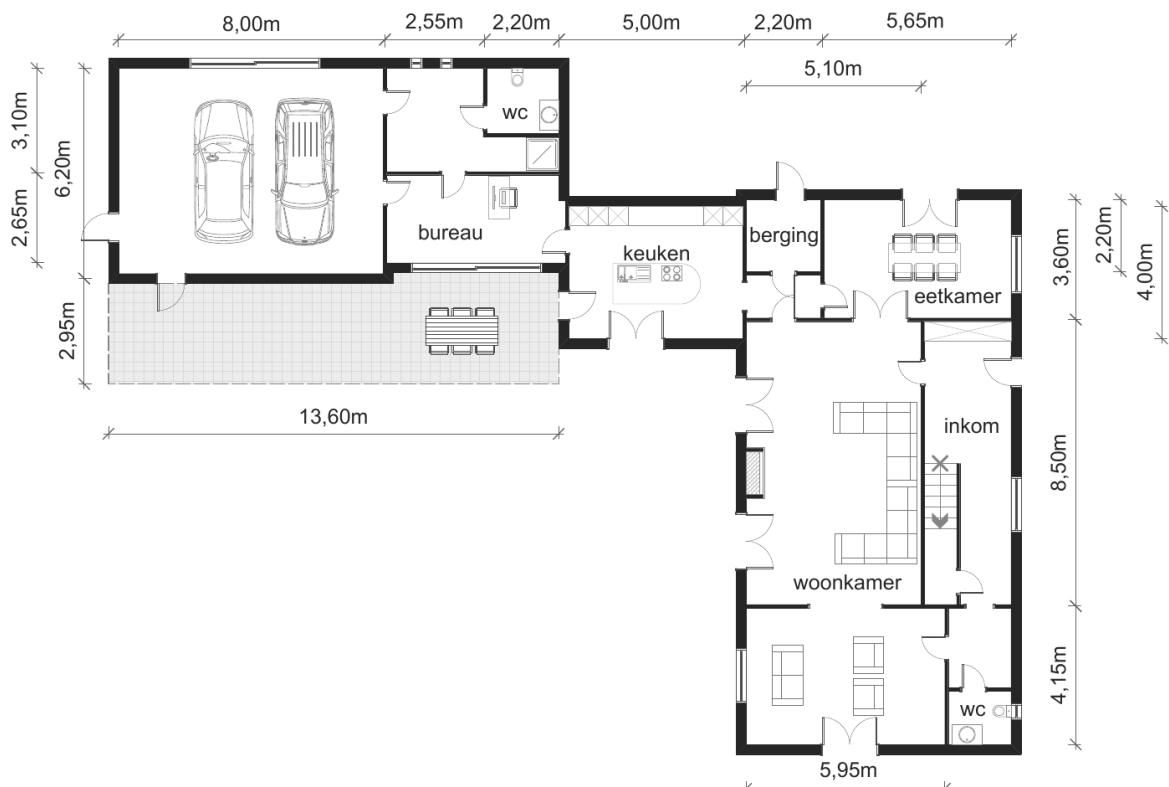 8,00m
2,55m
2,20m
5,00m
2,20m
5,65m
5,10m
3,10m
6,20m
2,65m
2,95m
wc
bureau
keuken
berging
eetkamer
3,60m
2,20m
4,00m
13,60m
inkom
8,50m
woonkamer
wc
4,15m
5,95m